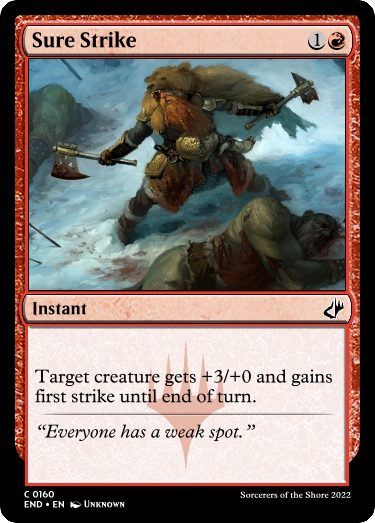 Sure Strike 1
Instant
Target creature gets +3/+0 and gains
first strike until end of turn.
“Everyone has a weak spot.”
C 0160
END • EN Unknown
Sorcerers of the Shore 2022